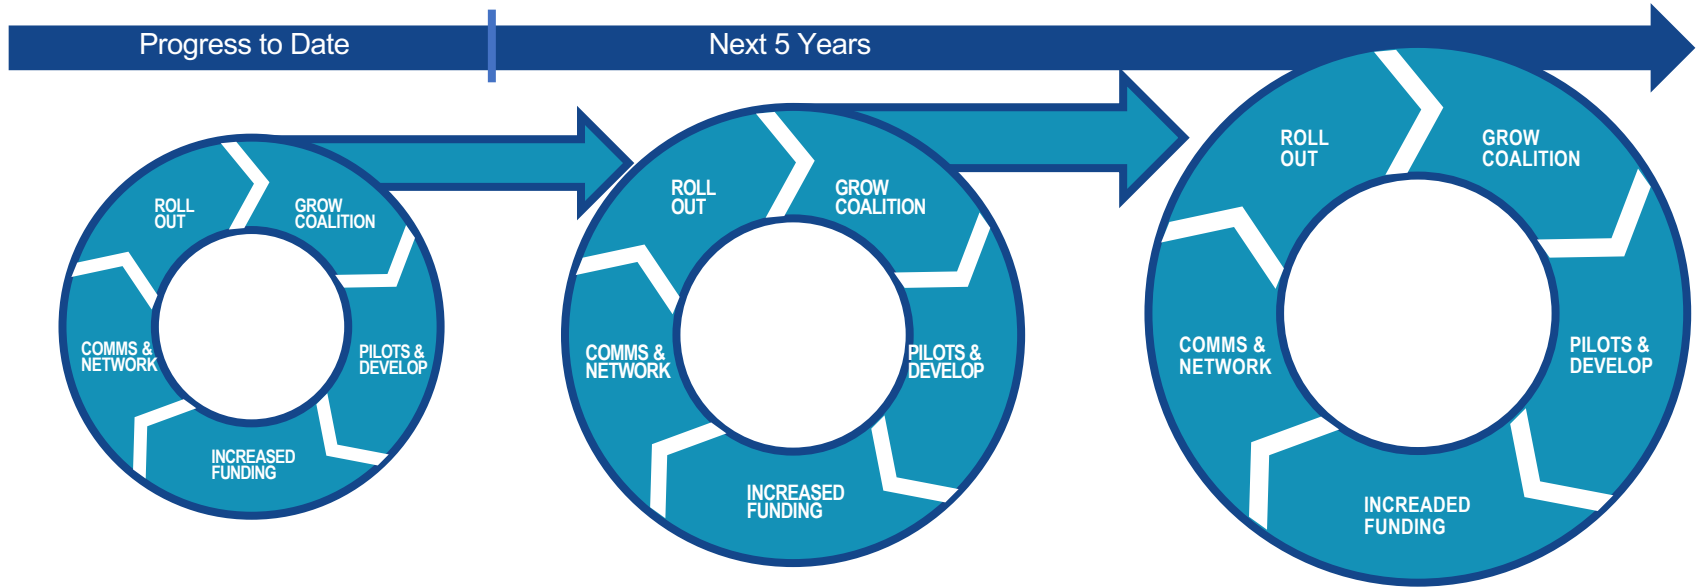 Progress to Date
Next 5 Years
ROLL
OUT
GROW
COALITION
COMMS &
NETWORK
PILOTS &
DEVELOP
INCREASED
FUNDING
ROLL
OUT
GROW
COALITION
COMMS &
NETWORK
PILOTS &
DEVELOP
INCREASED
FUNDING
ROLL
OUT
GROW
COALITION
COMMS &
NETWORK
PILOTS &
DEVELOP
INCREADED
FUNDING